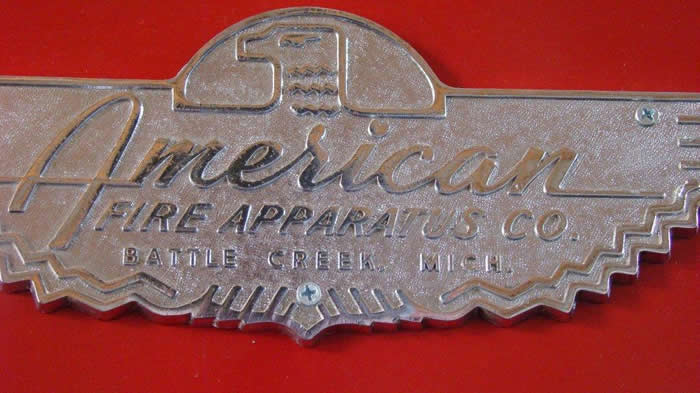 American
FIRE APPARATUS CO.
BATTLE CREEK, MICH.